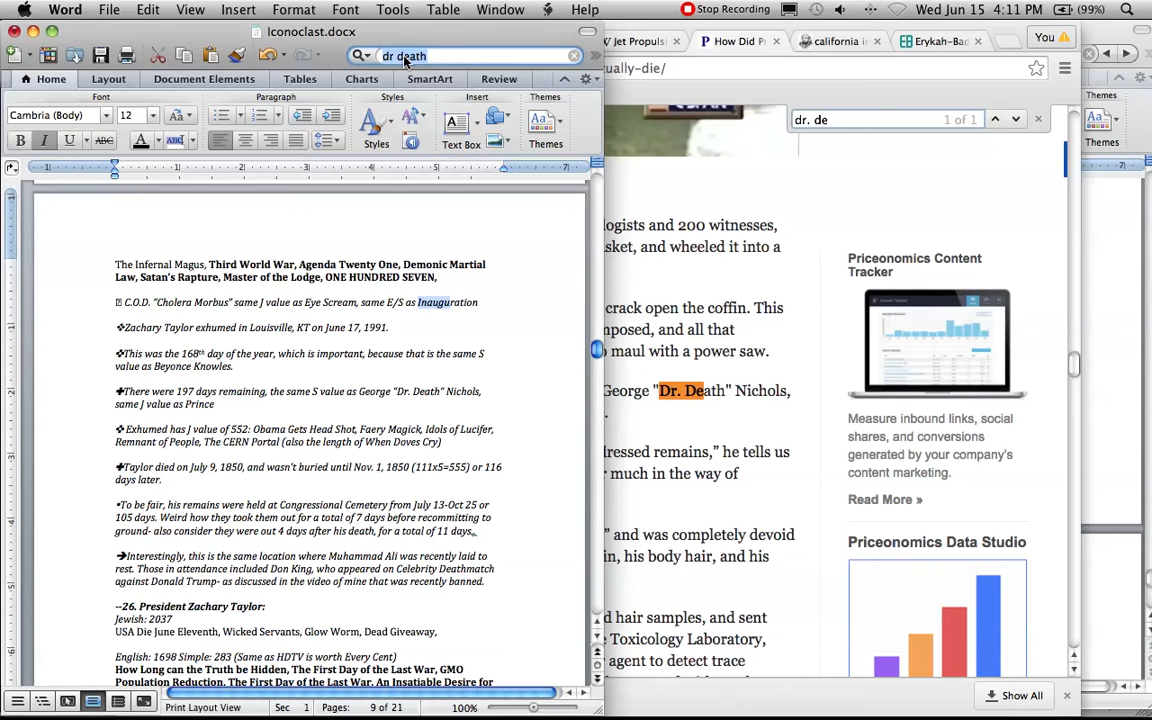 Word File Edit View Insert Format Font Tools Table Window Help
Stop Recording (99%) Wed Jun 15 4:11 PM
Iconoclast.docx
dr death
Home Layout Document Elements Tables Charts SmartArt Review
Font Paragraph Styles Insert Themes
Cambria (Body) 12 Aa
B I U ABC A ABC
Styles Text Box Themes
The Infernal Magus, Third World War, Agenda Twenty One, Demonic Martial
Law, Satan's Rapture, Master of the Lodge, ONE HUNDRED SEVEN,
C.O.D. "Cholera Morbus" same J value as Eye Scream, same E/S as Inauguration
❖Zachary Taylor exhumed in Louisville, KT on June 17, 1991.
❖This was the 168th day of the year, which is important, because that is the same S
value as Beyonce Knowles.
✚There were 197 days remaining, the same S value as George "Dr. Death" Nichols,
same J value as Prince
❖ Exhumed has J value of 552: Obama Gets Head Shot, Faery Magick, Idols of Lucifer,
Remnant of People, The CERN Portal (also the length of When Doves Cry)
✚Taylor died on July 9, 1850, and wasn't buried until Nov. 1, 1850 (111x5=555) or 116
days later.
•To be fair, his remains were held at Congressional Cemetery from July 13-Oct 25 or
105 days. Weird how they took them out for a total of 7 days before recommitting to
ground- also consider they were out 4 days after his death, for a total of 11 days.
➔Interestingly, this is the same location where Muhammad Ali was recently laid to
rest. Those in attendance included Don King, who appeared on Celebrity Deathmatch
against Donald Trump- as discussed in the video of mine that was recently banned.
--26. President Zachary Taylor:
Jewish: 2037
USA Die June Eleventh, Wicked Servants, Glow Worm, Dead Giveaway,
English: 1698 Simple: 283 (Same as HDTV is worth Every Cent)
How Long can the Truth be Hidden, The First Day of the Last War, GMO
Population Reduction, The First Day of the Last War, An Insatiable Desire for
Print Layout View Sec 1 Pages: 9 of 21 100%
Jet Propuls How Did P california in Erykah-Bad You
ually-die/
dr. de 1 of 1
ologists and 200 witnesses,
sket, and wheeled it into a
crack open the coffin. This
mposed, and all that
o maul with a power saw.
George "Dr. Death" Nichols,
.
dressed remains," he tells us
r much in the way of
" and was completely devoid
in, his body hair, and his
d hair samples, and sent
e Toxicology Laboratory,
agent to detect trace
Priceonomics Content
Tracker
Measure inbound links, social
shares, and conversions
generated by your company's
content marketing.
Read More »
Priceonomics Data Studio
Show All
Themes
Themes